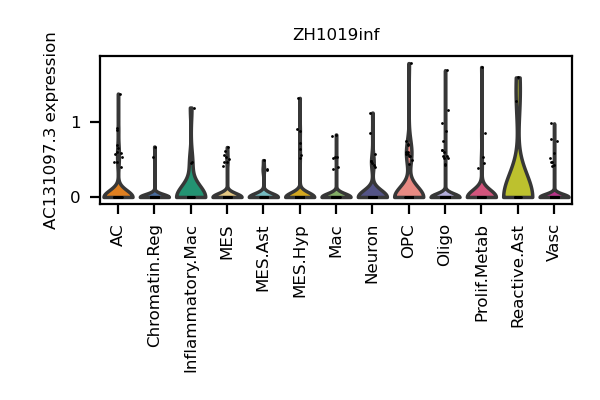 ZH1019inf
AC131097.3 expression
1
0
AC
Chromatin.Reg
Inflammatory.Mac
MES
MES.Ast
MES.Hyp
Mac
Neuron
OPC
Oligo
Prolif.Metab
Reactive.Ast
Vasc